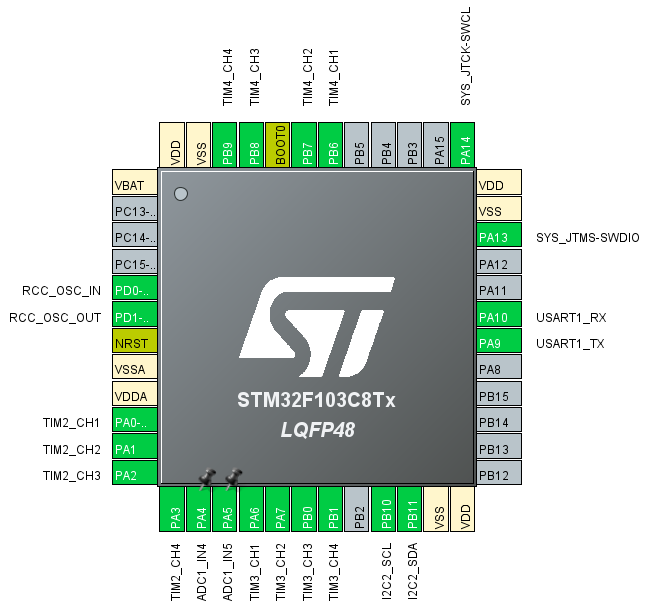 TIM4_CH4
TIM4_CH3
TIM4_CH2
TIM4_CH1
SYS_JTCK-SWCL
VDD
VSS
PB9
PB8
BOOT0
PB7
PB6
PB5
PB4
PB3
PA15
PA14
VBAT
PC13-..
PC14-..
PC15-..
RCC_OSC_IN PD0-..
RCC_OSC_OUT PD1-..
NRST
VSSA
VDDA
TIM2_CH1 PA0-..
TIM2_CH2 PA1
TIM2_CH3 PA2
ST
STM32F103C8Tx
LQFP48
VDD
VSS
PA13 SYS_JTMS-SWDIO
PA12
PA11
PA10 USART1_RX
PA9 USART1_TX
PA8
PB15
PB14
PB13
PB12
PA3
PA4
PA5
PA6
PA7
PB0
PB1
PB2
PB10
PB11
VSS
VDD
TIM2_CH4
ADC1_IN4
ADC1_IN5
TIM3_CH1
TIM3_CH2
TIM3_CH3
TIM3_CH4
I2C2_SCL
I2C2_SDA